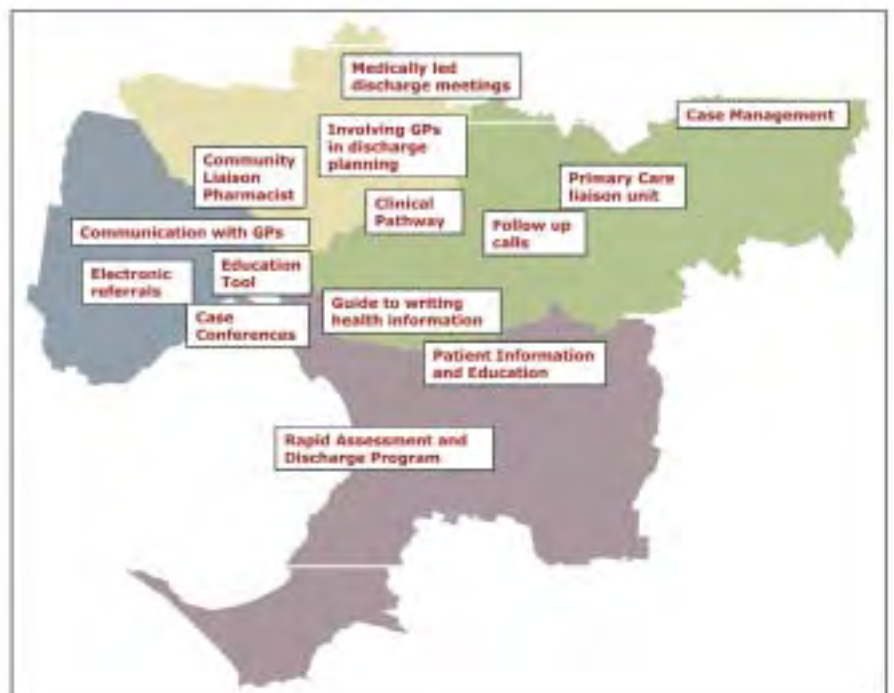 Medically led
discharge meetings
Case Management
Involving GPs
in discharge
planning
Community
Liaison
Pharmacist
Primary Care
liaison unit
Clinical
Pathway
Follow up
calls
Communication with GPs
Education
Tool
Electronic
referrals
Guide to writing
health information
Case
Conferences
Patient Information
and Education
Rapid Assessment and
Discharge Program